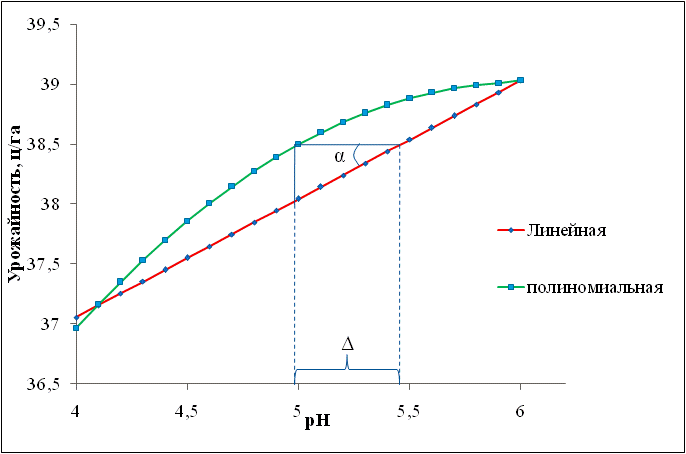 39,5
39
38,5
38
37,5
37
36,5
Урожайность, ц/га
α
Δ
4
4,5
5
5,5
6
pH
Линейная
полиномиальная